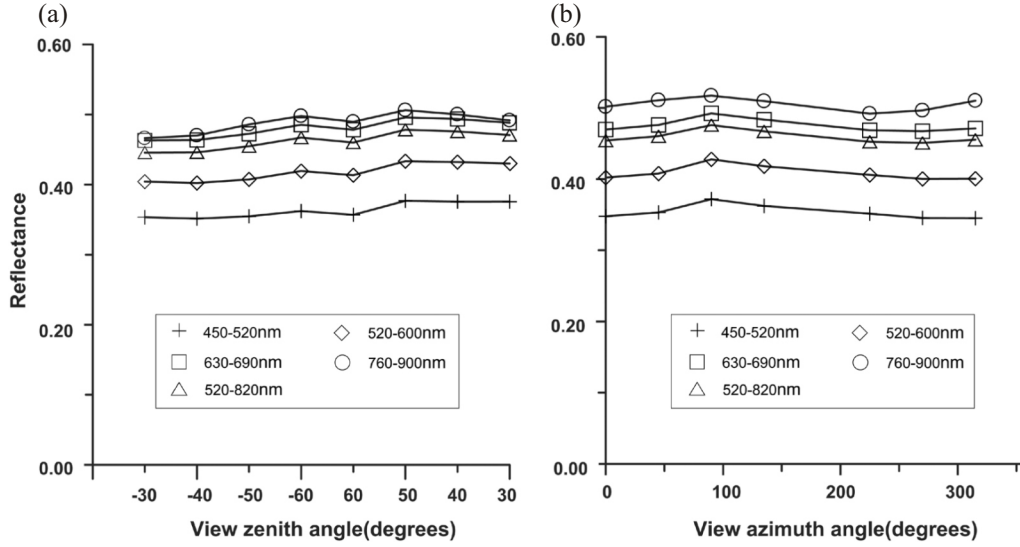 (a)
0.60
0.40
0.20
0.00
Reflectance
450-520nm
520-600nm
630-690nm
760-900nm
520-820nm
-30 -40 -50 -60 60 50 40 30
View zenith angle(degrees)
(b)
0.60
0.40
0.20
0.00
450-520nm
520-600nm
630-690nm
760-900nm
520-820nm
0 100 200 300
View azimuth angle(degrees)